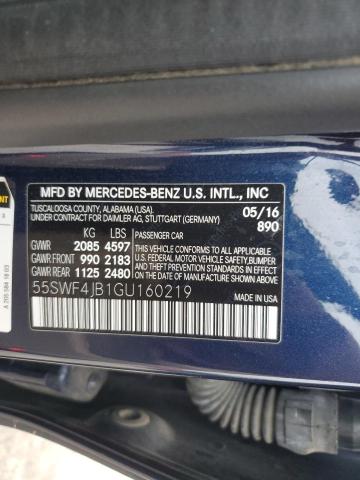 MFD BY MERCEDES-BENZ U.S. INTL., INC
TUSCALOOSA COUNTY, ALABAMA (USA).
UNDER CONTRACT FOR DAIMLER AG, STUTTGART (GERMANY)
05/16
890
KG LBS
PASSENGER CAR
GVWR 2085 4597
GAWR FRONT 990 2183
GAWR REAR 1125 2480
THIS VEHICLE CONFORMS TO ALL APPLICABLE
U.S. FEDERAL MOTOR VEHICLE SAFETY, BUMPER,
AND THEFT PREVENTION STANDARDS IN EFFECT
ON THE DATE OF MANUFACTURE SHOWN ABOVE.
55SWF4JB1GU160219